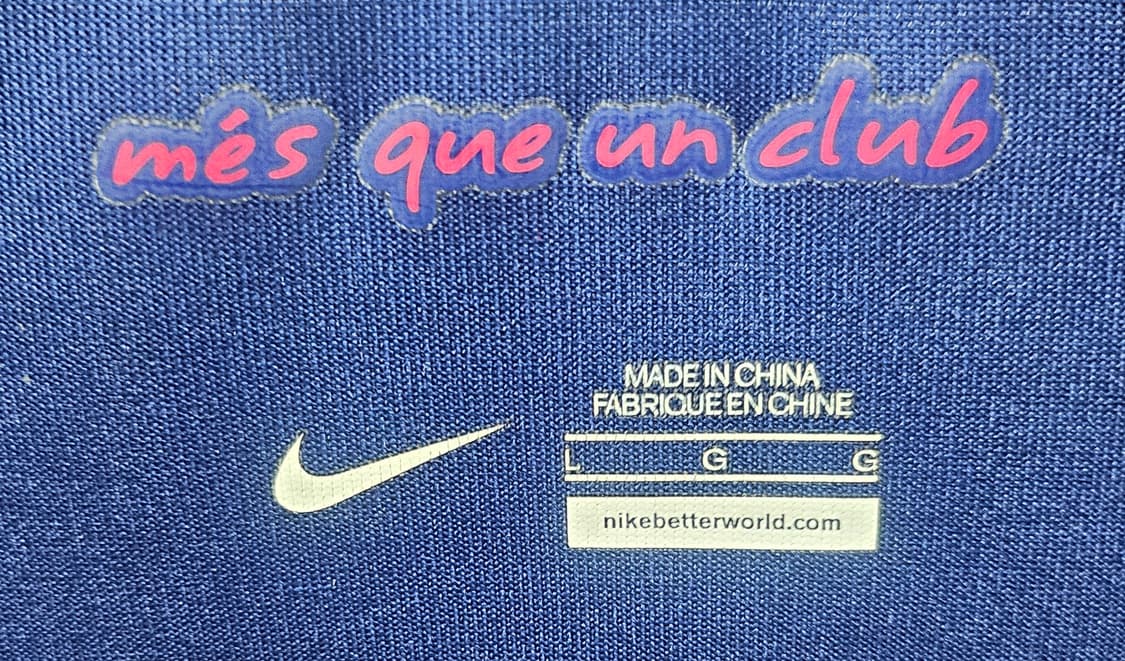 més que un club
MADE IN CHINA
FABRIQUE EN CHINE
L G G
nikebetterworld.com